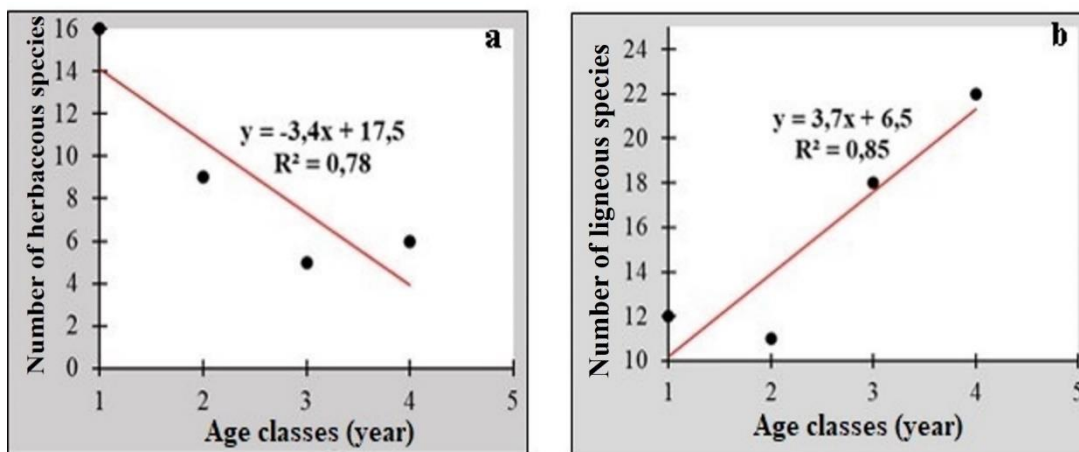 a
Number of herbaceous species
16
14
12
10
8
6
4
2
0
y = -3,4x + 17,5
R² = 0,78
1 2 3 4 5
Age classes (year)
b
Number of ligneous species
24
22
20
18
16
14
12
10
y = 3,7x + 6,5
R² = 0,85
1 2 3 4 5
Age classes (year)